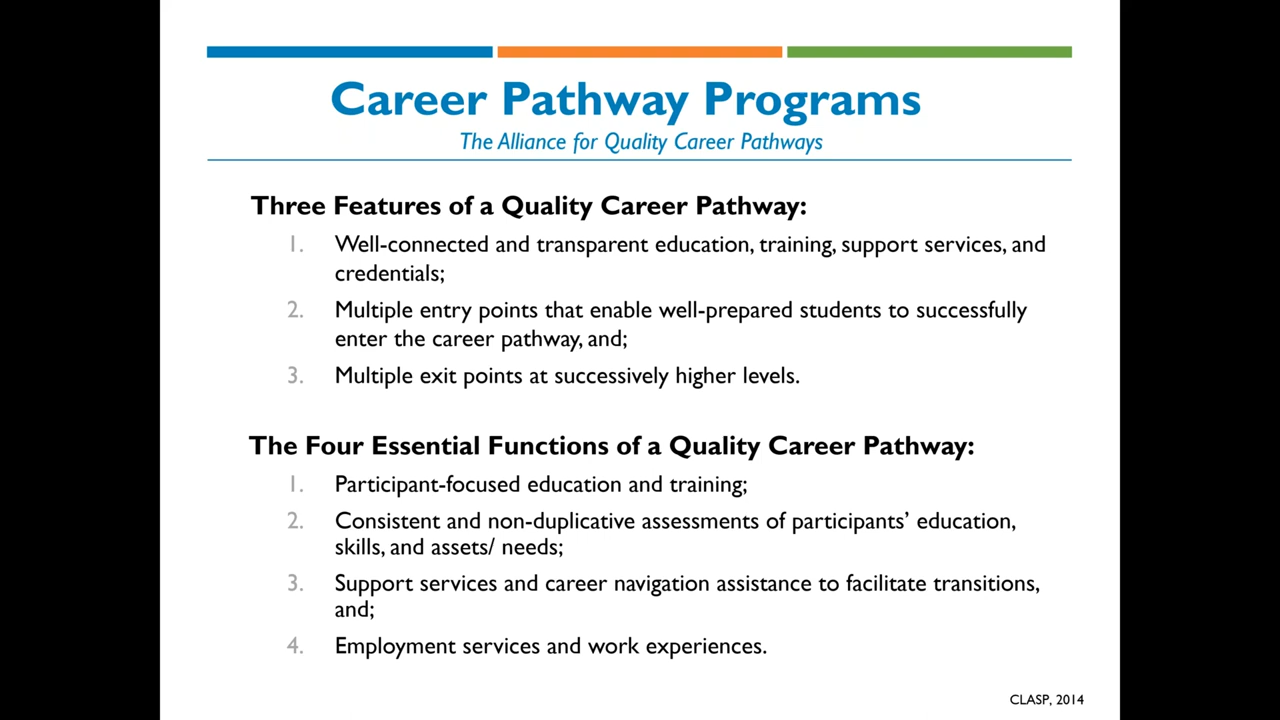 Career Pathway Programs
The Alliance for Quality Career Pathways
Three Features of a Quality Career Pathway:
1. Well-connected and transparent education, training, support services, and
credentials;
2. Multiple entry points that enable well-prepared students to successfully
enter the career pathway, and;
3. Multiple exit points at successively higher levels.
The Four Essential Functions of a Quality Career Pathway:
1. Participant-focused education and training;
2. Consistent and non-duplicative assessments of participants’ education,
skills, and assets/ needs;
3. Support services and career navigation assistance to facilitate transitions,
and;
4. Employment services and work experiences.
CLASP, 2014